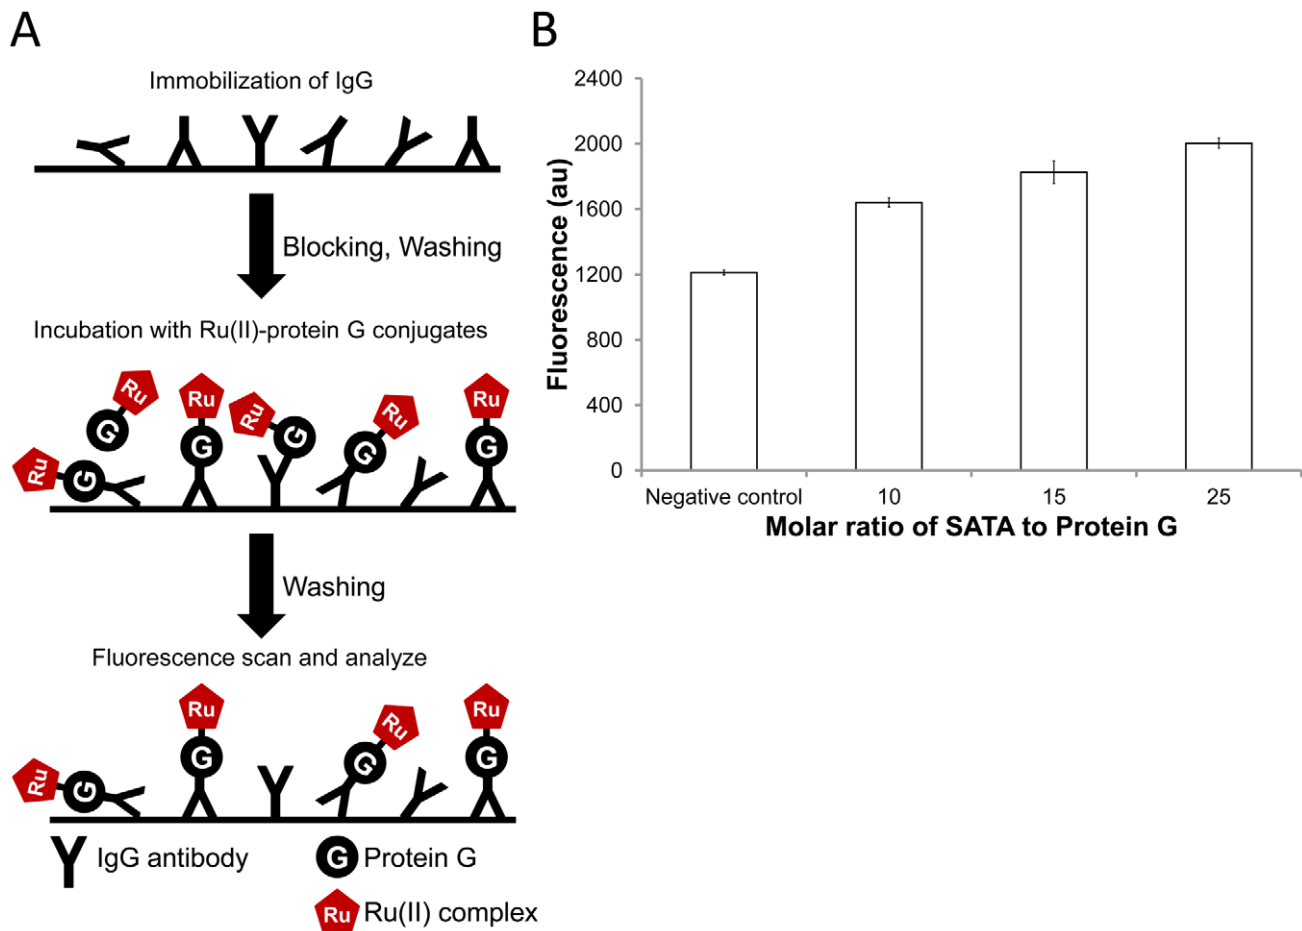 A
Immobilization of IgG
Blocking, Washing
Incubation with Ru(II)-protein G conjugates
Ru
G
Ru
G
Ru
G
Ru
G
Ru
G
Ru
G
Washing
Fluorescence scan and analyze
Ru
G
Ru
G
Ru
G
Ru
G
IgG antibody
G Protein G
Ru Ru(II) complex
B
Fluorescence (au)
2400
2000
1600
1200
800
400
0
Negative control 10 15 25
Molar ratio of SATA to Protein G